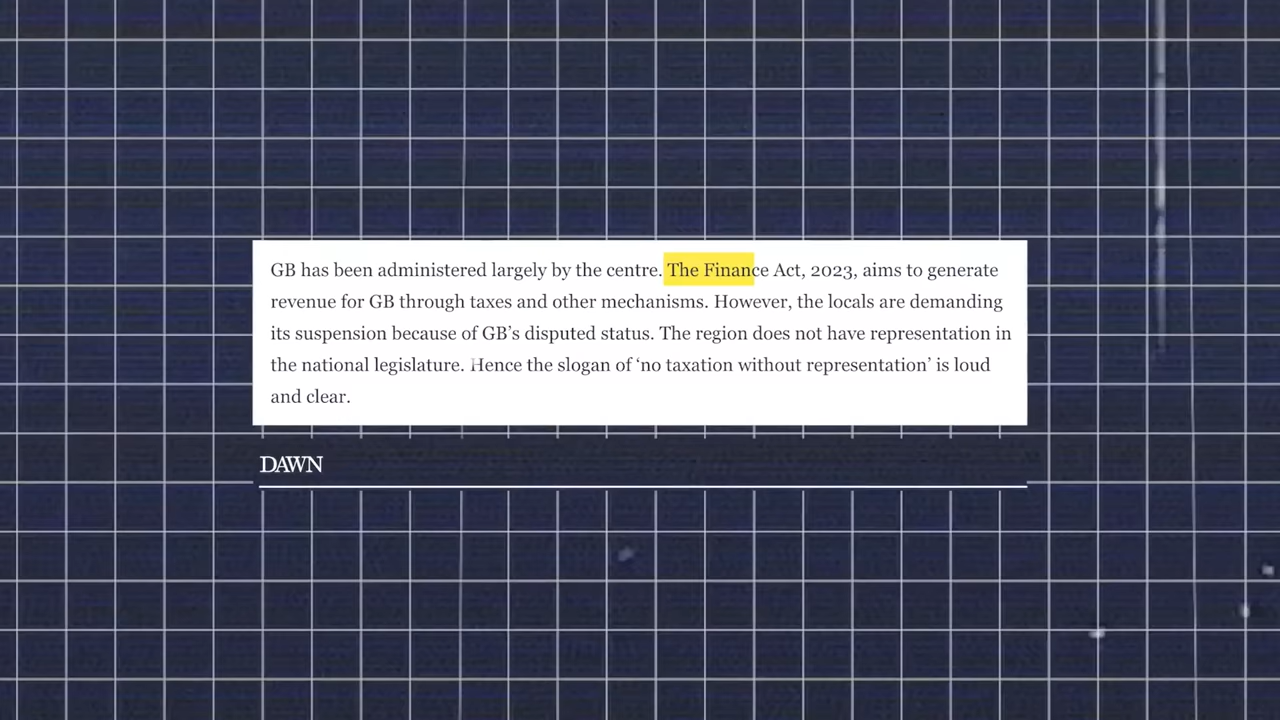 GB has been administered largely by the centre. The Finance Act, 2023, aims to generate
revenue for GB through taxes and other mechanisms. However, the locals are demanding
its suspension because of GB’s disputed status. The region does not have representation in
the national legislature. Hence the slogan of ‘no taxation without representation’ is loud
and clear.
DAWN